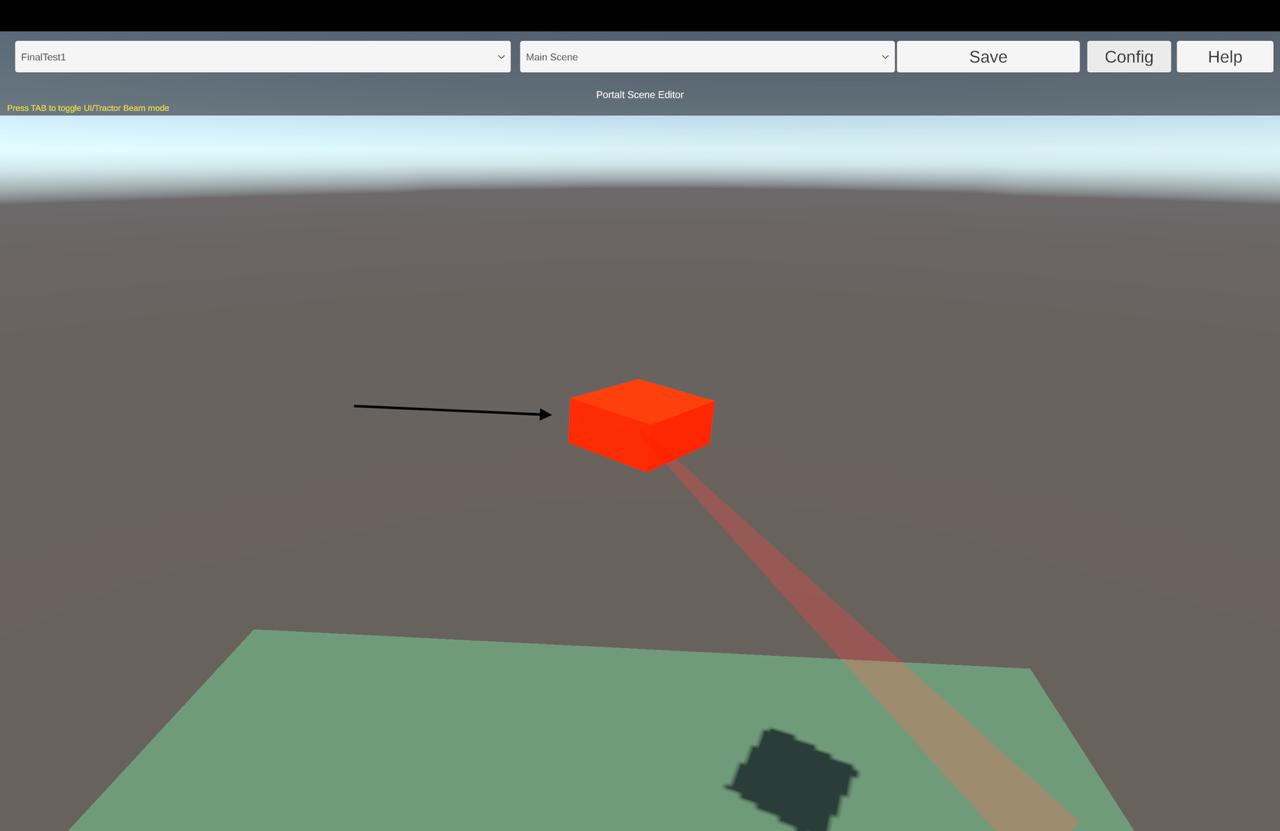 FinalTest1
Main Scene
Save
Config
Help
Portalt Scene Editor
Press TAB to toggle UI/Tractor Beam mode